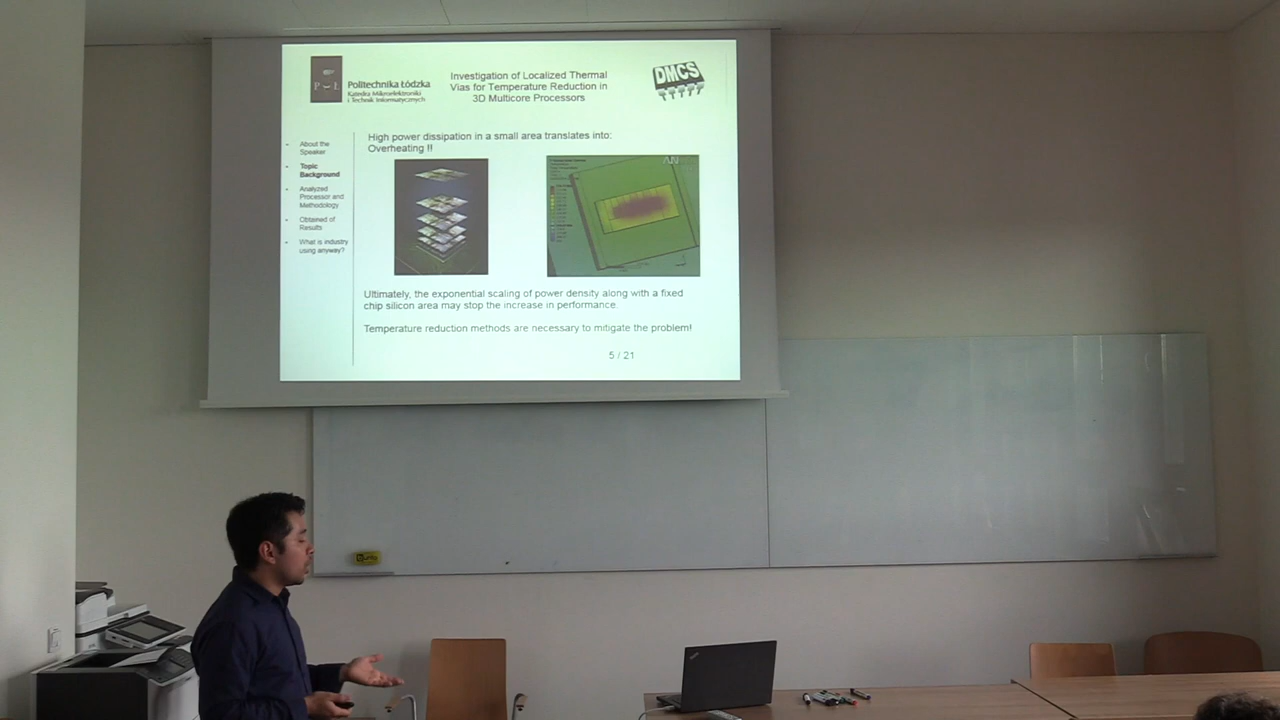 Politechnika Łódzka
Katedra Mikroelektroniki
i Technik Informatycznych
Investigation of Localized Thermal
Vias for Temperature Reduction in
3D Multicore Processors
DMCS
- About the
Speaker
- Topic
Background
- Analyzed
Processor and
Methodology
- Obtained of
Results
- What is industry
using anyway?
High power dissipation in a small area translates into:
Overheating !!
Ultimately, the exponential scaling of power density along with a fixed
chip silicon area may stop the increase in performance.
Temperature reduction methods are necessary to mitigate the problem!
5 / 21